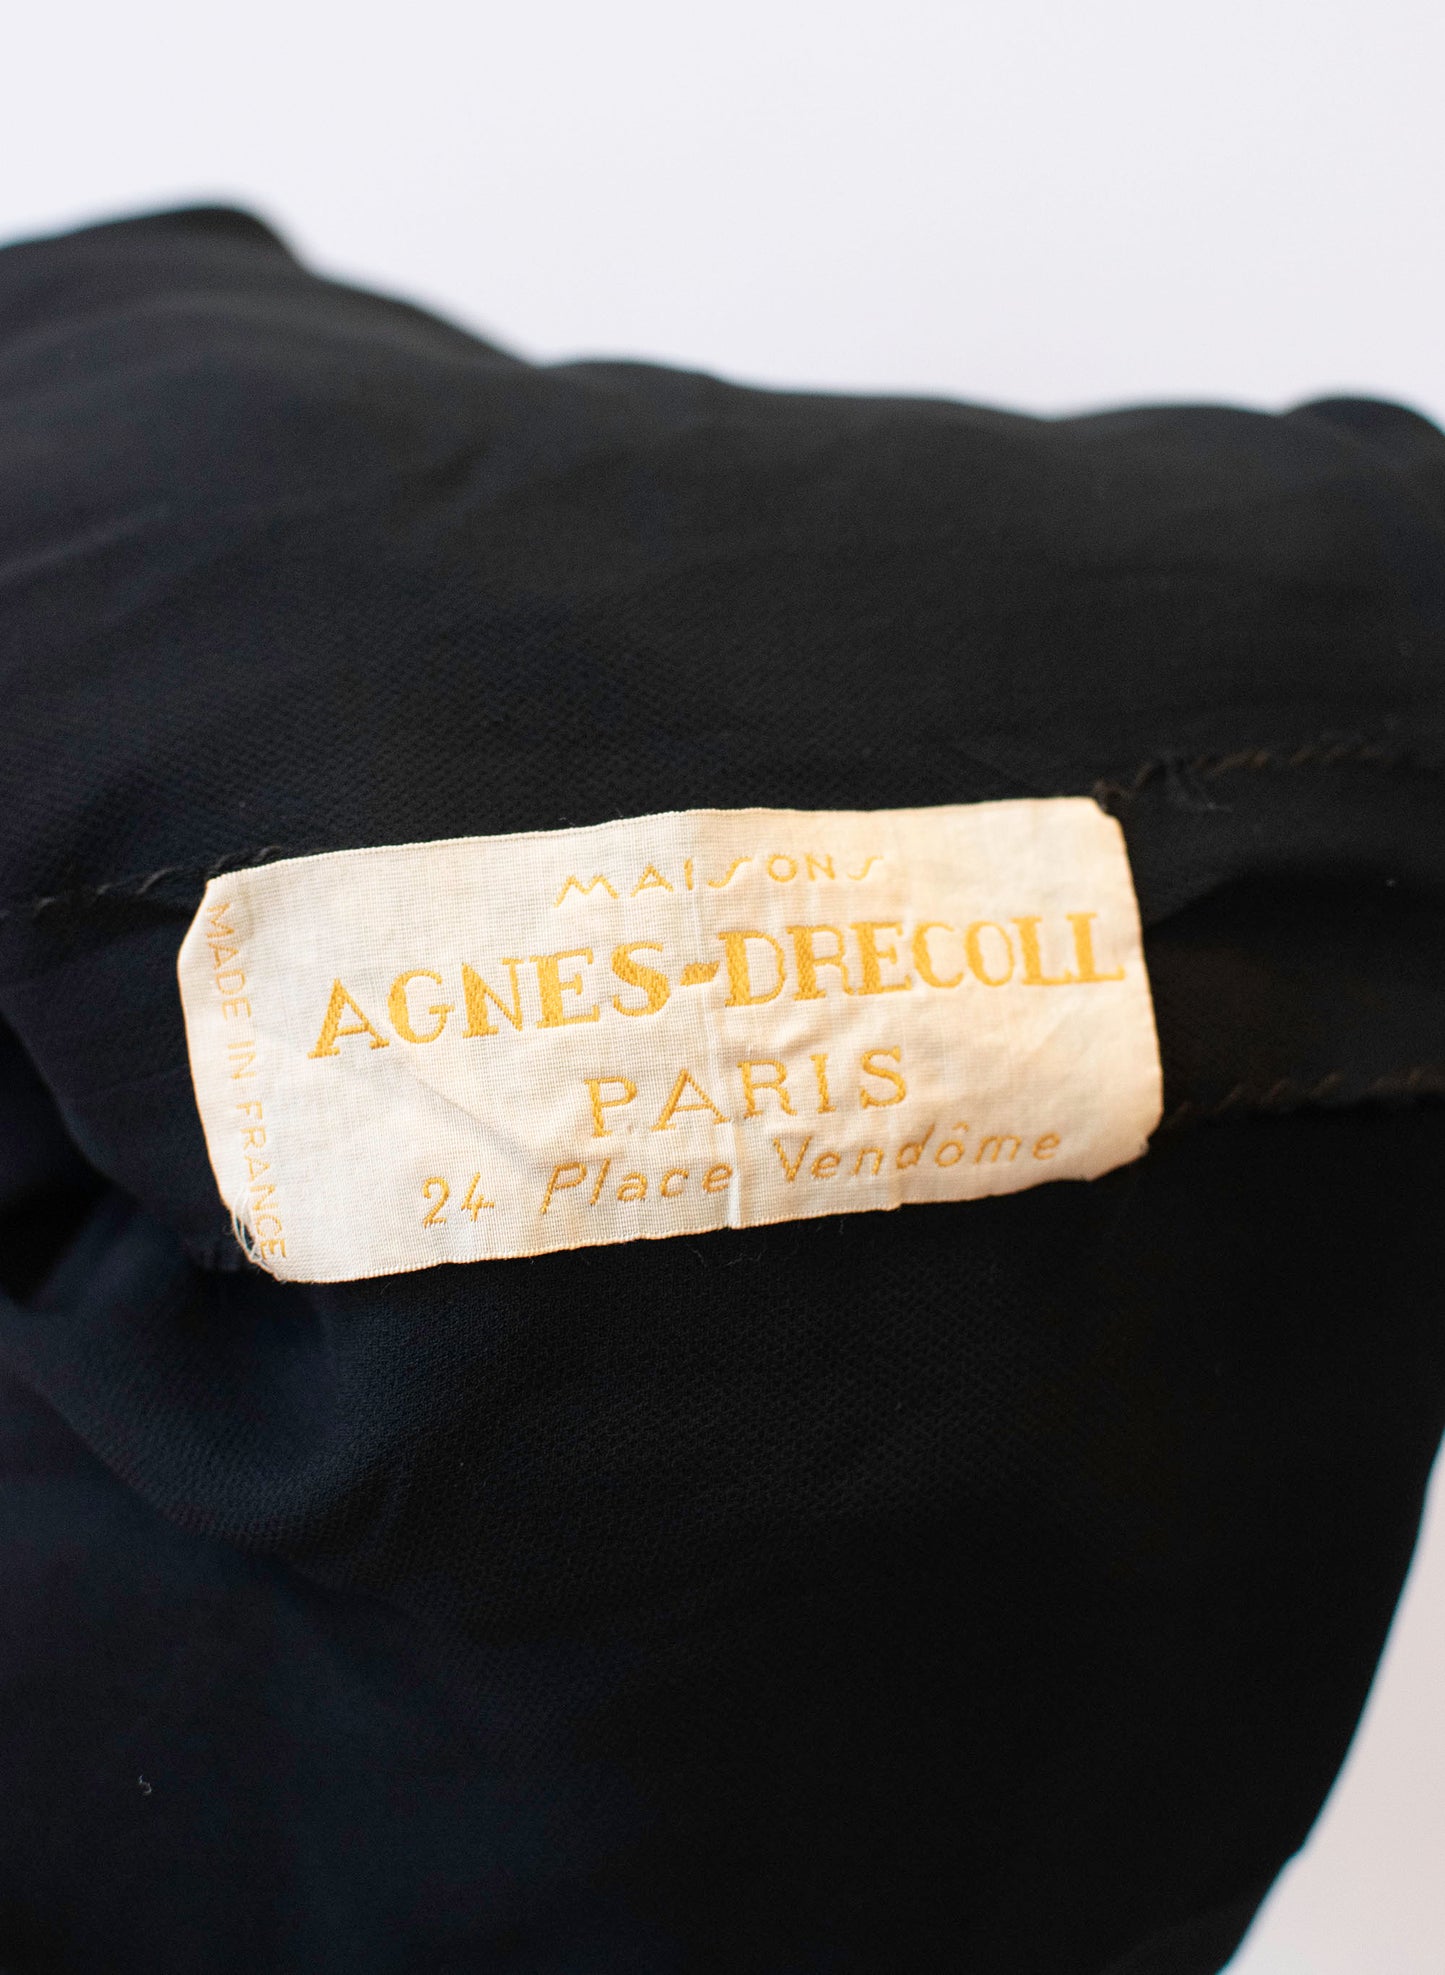 MAISONS
AGNES-DRECOLL
PARIS
24 Place Vendôme
MADE IN FRANCE